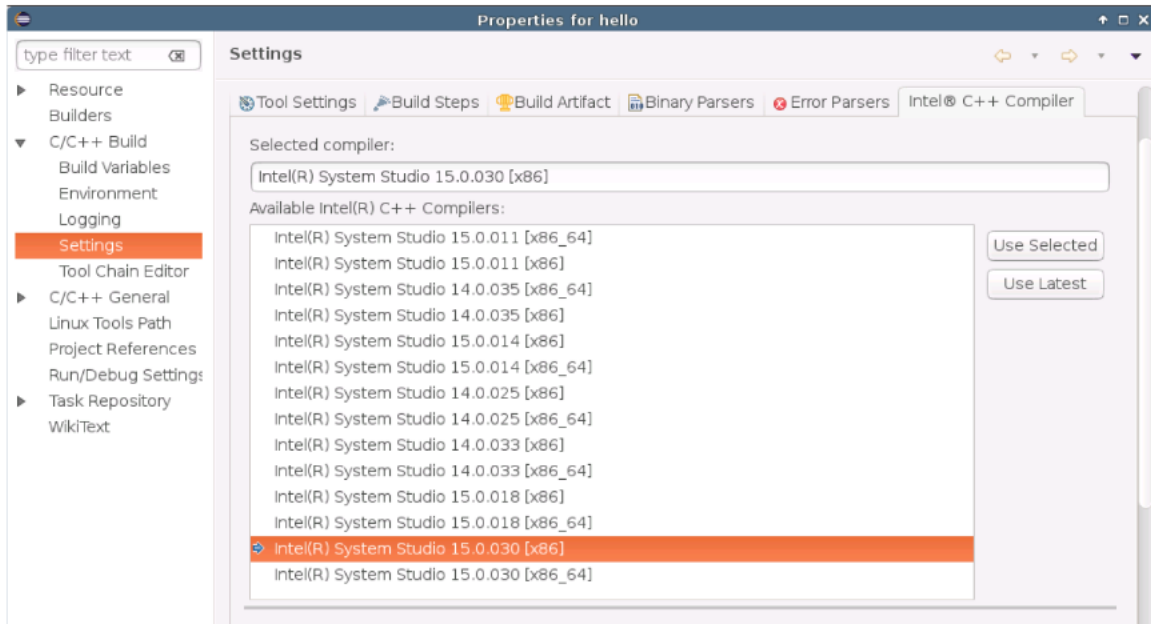 Properties for hello
type filter text
Resource
Builders
C/C++ Build
Build Variables
Environment
Logging
Settings
Tool Chain Editor
C/C++ General
Linux Tools Path
Project References
Run/Debug Settings
Task Repository
WikiText
Settings
Tool Settings Build Steps Build Artifact Binary Parsers Error Parsers Intel® C++ Compiler
Selected compiler:
Intel(R) System Studio 15.0.030 [x86]
Available Intel(R) C++ Compilers:
Intel(R) System Studio 15.0.011 [x86_64]
Intel(R) System Studio 15.0.011 [x86]
Intel(R) System Studio 14.0.035 [x86_64]
Intel(R) System Studio 14.0.035 [x86]
Intel(R) System Studio 15.0.014 [x86]
Intel(R) System Studio 15.0.014 [x86_64]
Intel(R) System Studio 14.0.025 [x86]
Intel(R) System Studio 14.0.025 [x86_64]
Intel(R) System Studio 14.0.033 [x86]
Intel(R) System Studio 14.0.033 [x86_64]
Intel(R) System Studio 15.0.018 [x86]
Intel(R) System Studio 15.0.018 [x86_64]
Intel(R) System Studio 15.0.030 [x86]
Intel(R) System Studio 15.0.030 [x86_64]
Use Selected
Use Latest